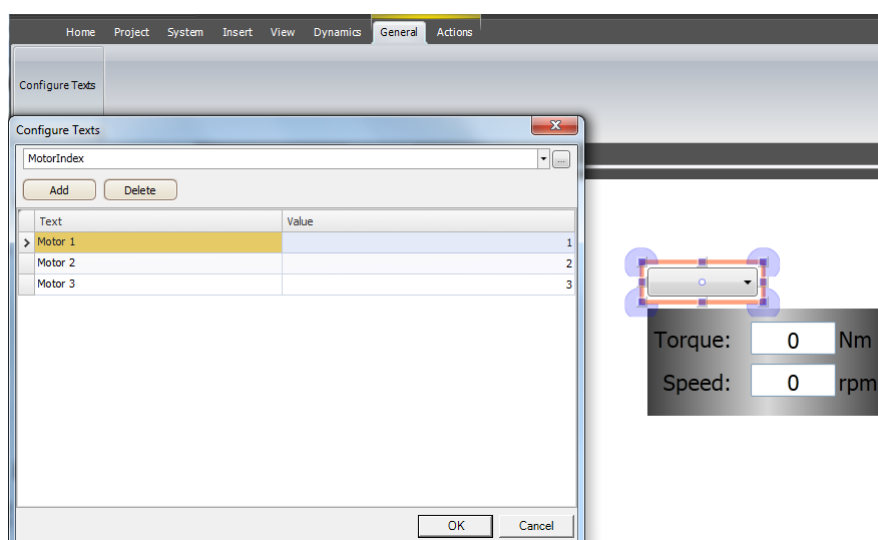 Home Project System Insert View Dynamics General Actions
Configure Texts
Configure Texts
MotorIndex
...
Add Delete
Text Value
Motor 1 1
Motor 2 2
Motor 3 3
OK Cancel
Torque: 0 Nm
Speed: 0 rpm